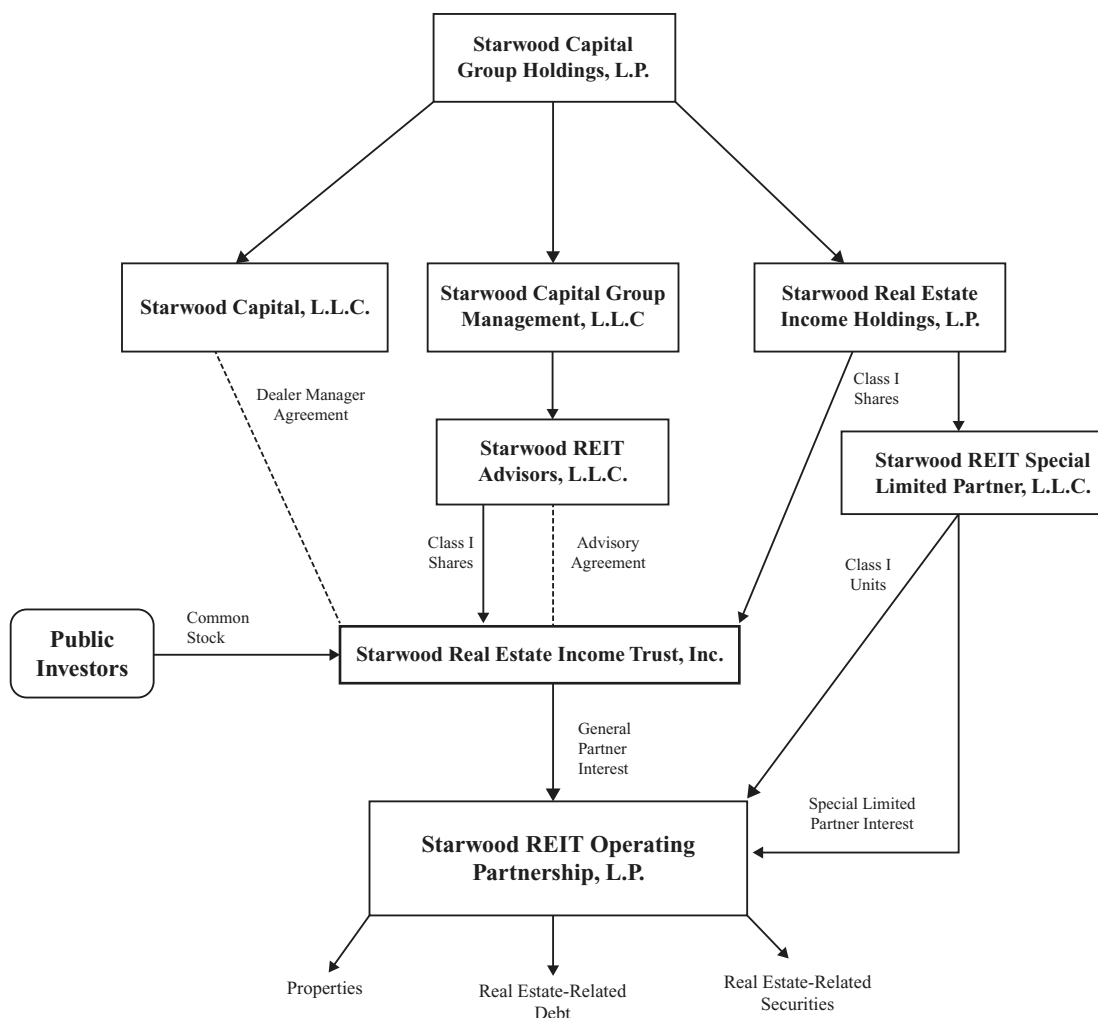 Starwood Capital
Group Holdings, L.P.
Starwood Capital, L.L.C.
Starwood Capital Group
Management, L.L.C
Starwood Real Estate
Income Holdings, L.P.
Dealer Manager
Agreement
Class I
Shares
Starwood REIT
Advisors, L.L.C.
Starwood REIT Special
Limited Partner, L.L.C.
Class I
Shares
Advisory
Agreement
Class I
Units
Public
Investors
Common
Stock
Starwood Real Estate Income Trust, Inc.
General
Partner
Interest
Special Limited
Partner Interest
Starwood REIT Operating
Partnership, L.P.
Properties
Real Estate-Related
Debt
Real Estate-Related
Securities